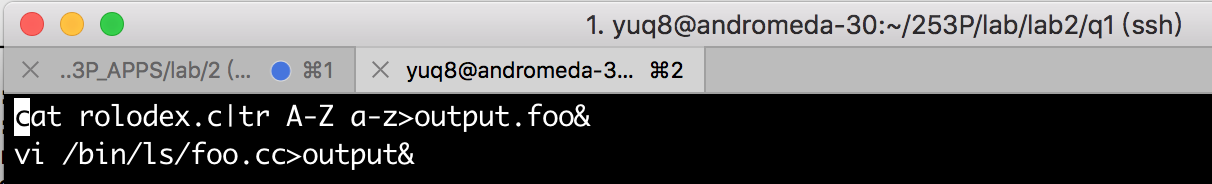 1. yuq8@andromeda-30:~/253P/lab/lab2/q1 (ssh)
..3P_APPS/lab/2 (... ⌘1 yuq8@andromeda-3... ⌘2
cat rolodex.c|tr A-Z a-z>output.foo&
vi /bin/ls/foo.cc>output&